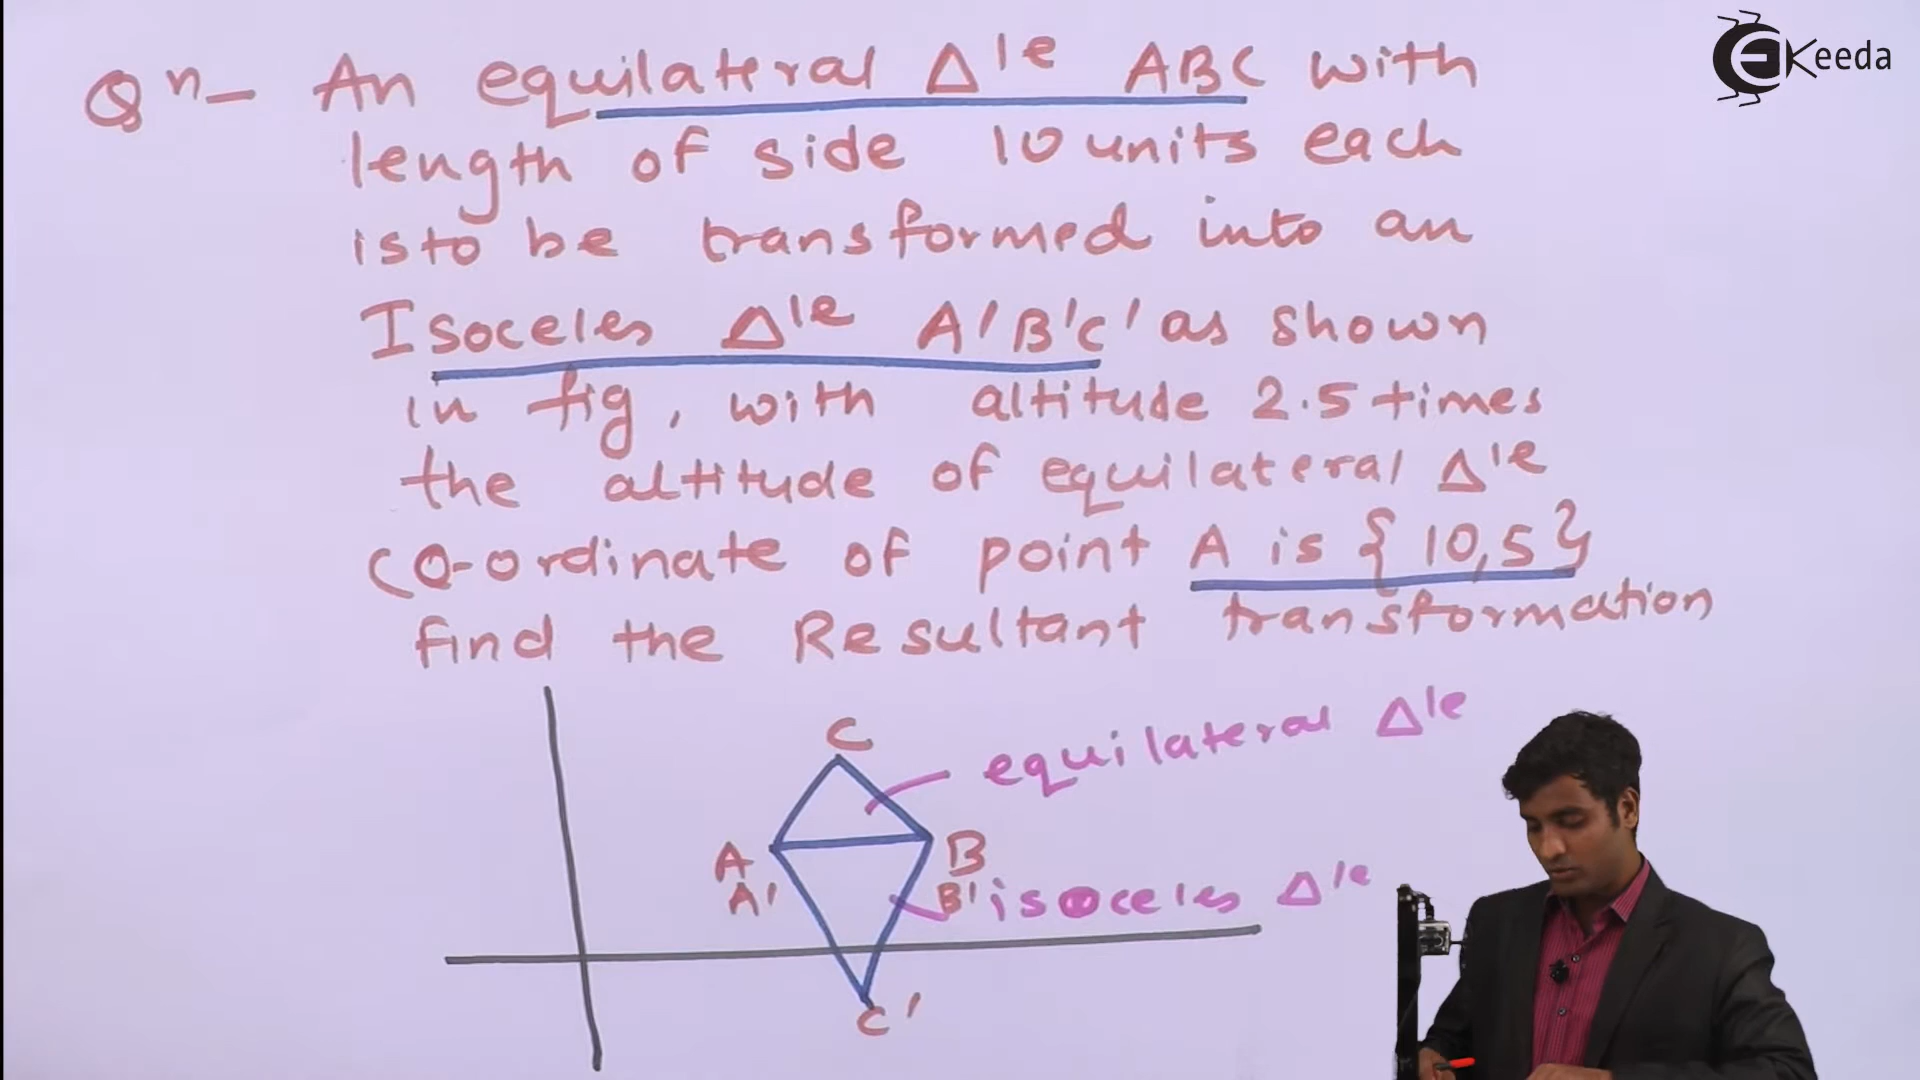 Qⁿ- An equilateral Δˡᵉ ABC with
length of side 10 units each
is to be transformed into an
Isoceles Δˡᵉ A'B'C' as shown
in fig, with altitude 2.5 times
the altitude of equilateral Δˡᵉ
CO-ordinate of point A is {10,5}
find the Resultant transformation
C
equilateral Δˡᵉ
A
B
A'
B'
isoceles Δˡᵉ
C'
eKeeda